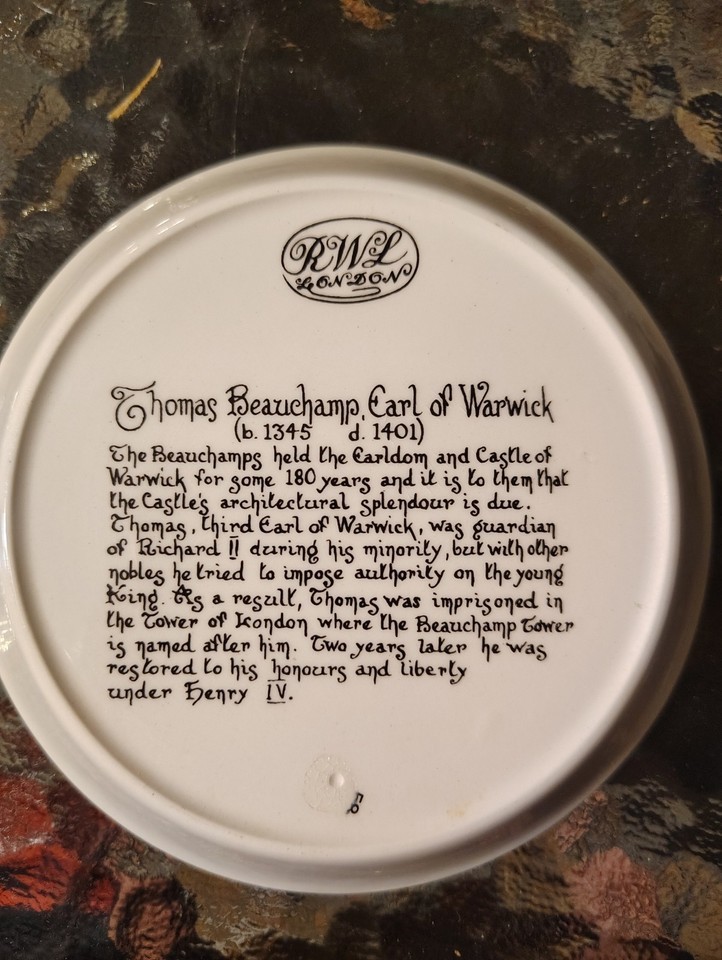 RWL
LONDON
Thomas Beauchamp, Earl of Warwick
(b. 1345 d. 1401)
The Beauchamps held the Earldom and Castle of
Warwick for some 180 years and it is to them that
the Castle's architectural splendour is due.
Thomas, third Earl of Warwick, was guardian
of Richard II during his minority, but with other
nobles he tried to impose authority on the young
King. As a result, Thomas was imprisoned in
the Tower of London where the Beauchamp Tower
is named after him. Two years later he was
restored to his honours and liberty
under Henry IV.